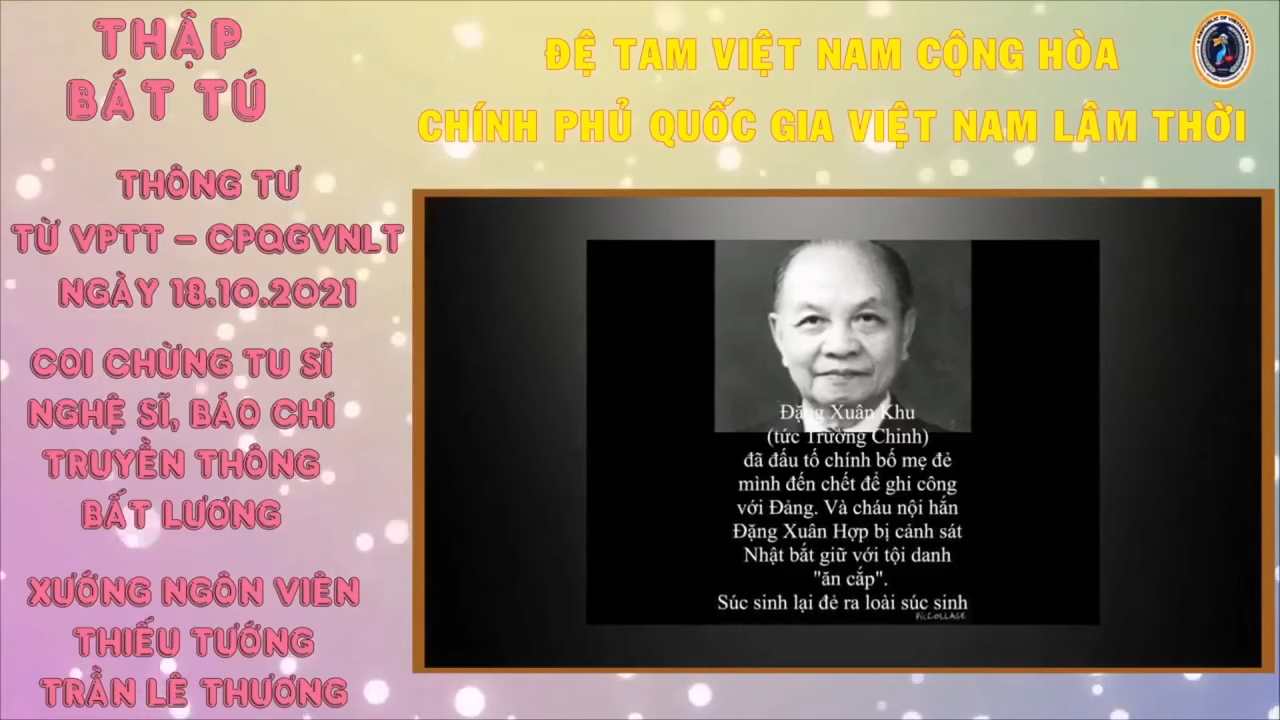 THẬP
BÁT TÚ
THÔNG TƯ
TỪ VPTT – CPQGVNLT
NGÀY 18.10.2021
COI CHỪNG TU SĨ
NGHỆ SĨ, BÁO CHÍ
TRUYỀN THÔNG
BẤT LƯƠNG
XƯỚNG NGÔN VIÊN
THIẾU TƯỚNG
TRẦN LÊ THƯƠNG
ĐỆ TAM VIỆT NAM CỘNG HÒA
CHÍNH PHỦ QUỐC GIA VIỆT NAM LÂM THỜI
Đặng Xuân Khu
(tức Trường Chinh)
đã đấu tố chính bố mẹ đẻ
mình đến chết để ghi công
với Đảng. Và cháu nội hắn
Đặng Xuân Hợp bị cảnh sát
Nhật bắt giữ với tội danh
"ăn cắp".
Súc sinh lại đẻ ra loài súc sinh
PicCOLLAGE